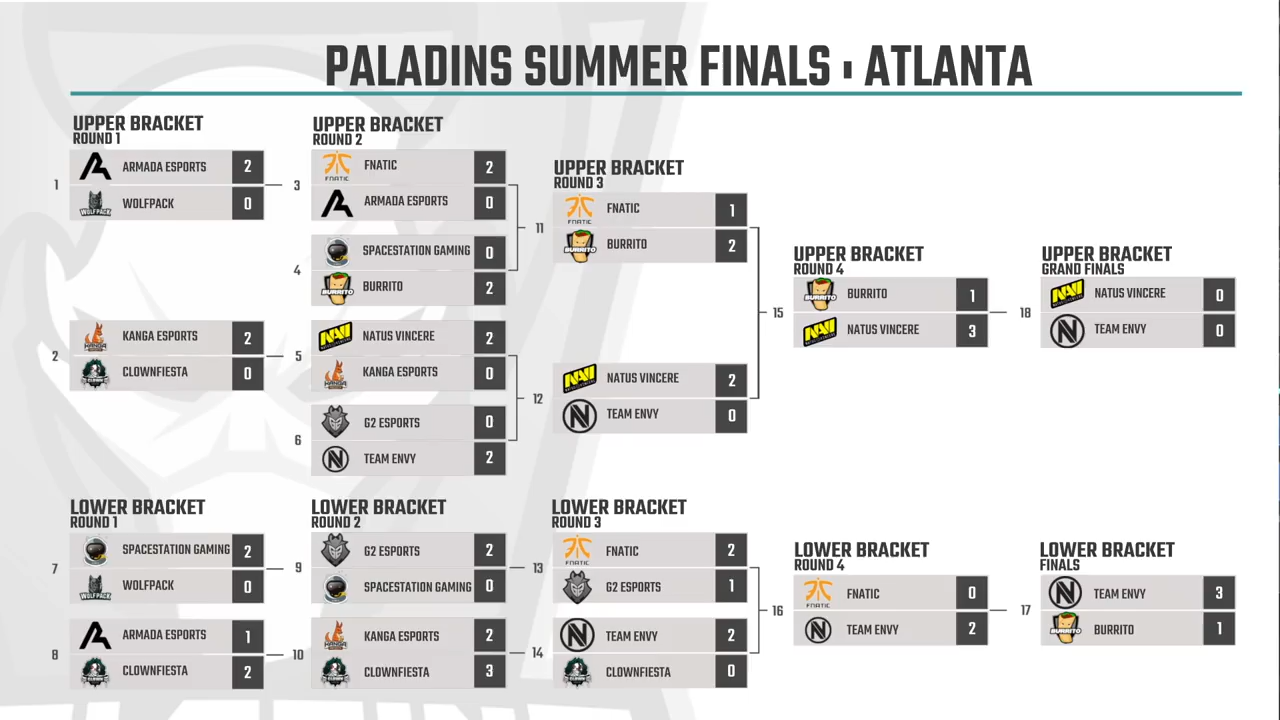 PALADINS SUMMER FINALS : ATLANTA
UPPER BRACKET
ROUND 1
1
ARMADA ESPORTS 2
WOLFPACK 0
2
KANGA ESPORTS 2
CLOWNFIESTA 0
UPPER BRACKET
ROUND 2
3
FNATIC 2
ARMADA ESPORTS 0
4
SPACESTATION GAMING 0
BURRITO 2
5
NATUS VINCERE 2
KANGA ESPORTS 0
6
G2 ESPORTS 0
TEAM ENVY 2
UPPER BRACKET
ROUND 3
11
FNATIC 1
BURRITO 2
12
NATUS VINCERE 2
TEAM ENVY 0
UPPER BRACKET
ROUND 4
15
BURRITO 1
NATUS VINCERE 3
UPPER BRACKET
GRAND FINALS
18
NATUS VINCERE 0
TEAM ENVY 0
LOWER BRACKET
ROUND 1
7
SPACESTATION GAMING 2
WOLFPACK 0
8
ARMADA ESPORTS 1
CLOWNFIESTA 2
LOWER BRACKET
ROUND 2
9
G2 ESPORTS 2
SPACESTATION GAMING 0
10
KANGA ESPORTS 2
CLOWNFIESTA 3
LOWER BRACKET
ROUND 3
13
FNATIC 2
G2 ESPORTS 1
14
TEAM ENVY 2
CLOWNFIESTA 0
LOWER BRACKET
ROUND 4
16
FNATIC 0
TEAM ENVY 2
LOWER BRACKET
FINALS
17
TEAM ENVY 3
BURRITO 1